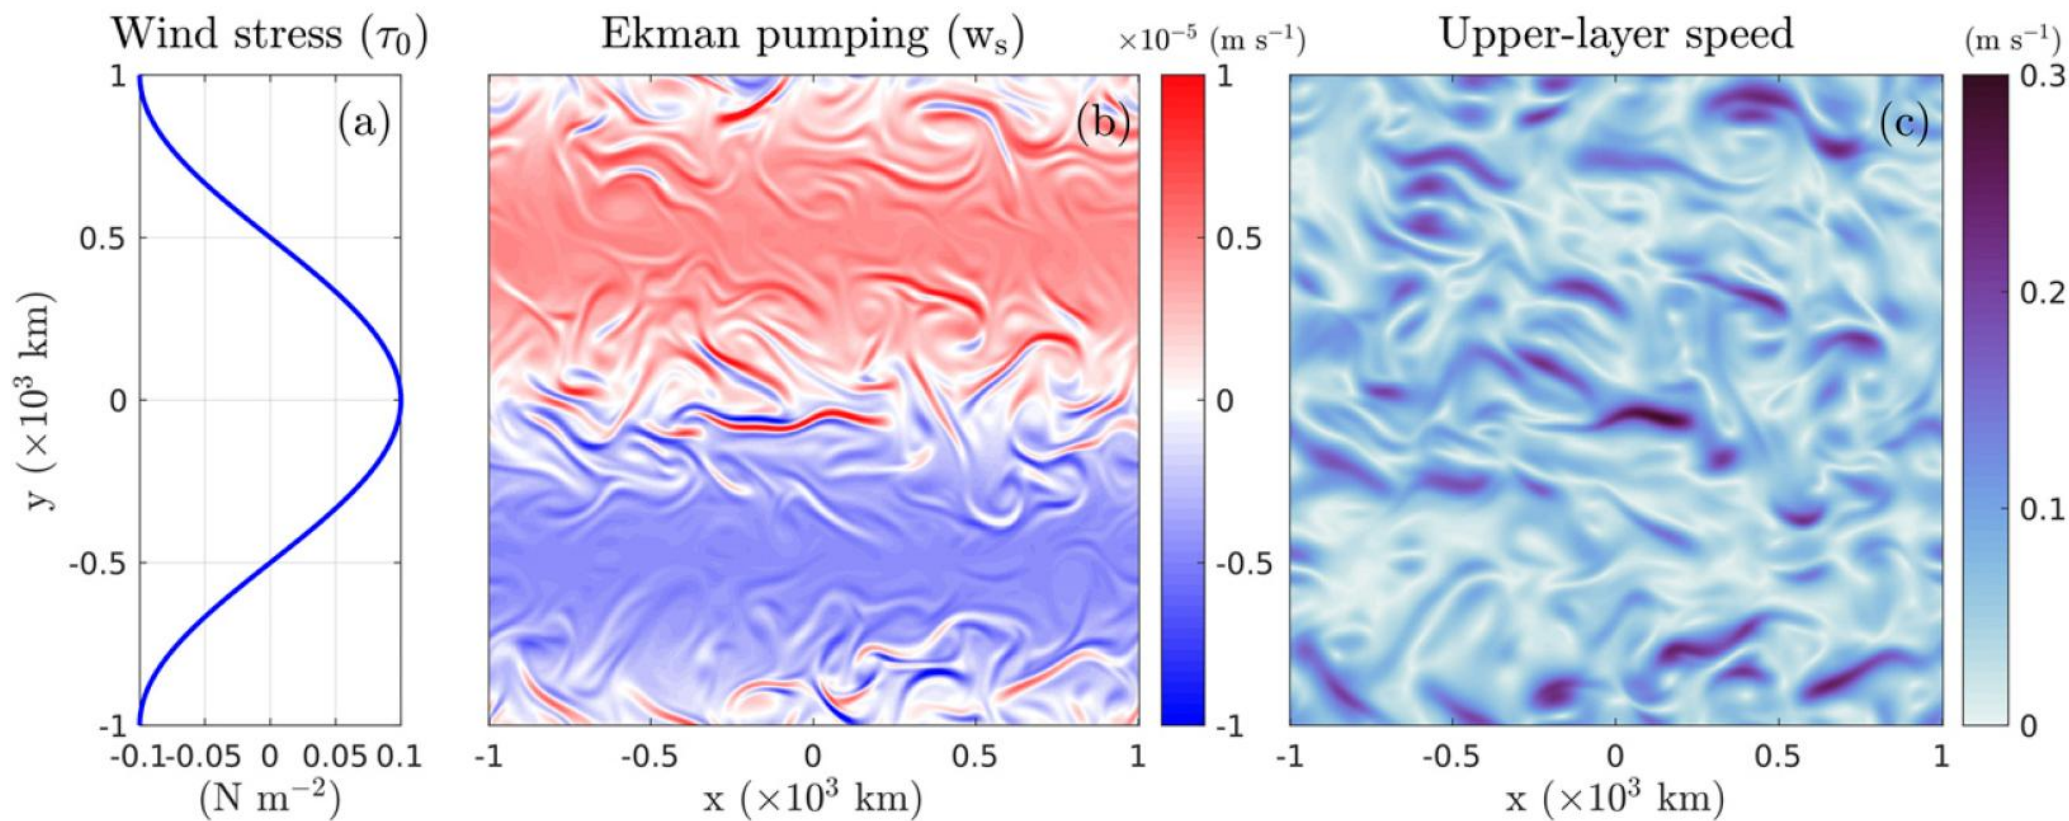 Wind stress (τ₀)
Ekman pumping (wₛ)
×10⁻⁵ (m s⁻¹)
Upper-layer speed
(m s⁻¹)
(a)
(b)
(c)
1
0.5
0
-0.5
-1
y (×10³ km)
-0.1 -0.05 0 0.05 0.1
(N m⁻²)
-1 -0.5 0 0.5 1
x (×10³ km)
1
0.5
0
-0.5
-1
-1 -0.5 0 0.5 1
x (×10³ km)
0.3
0.2
0.1
0